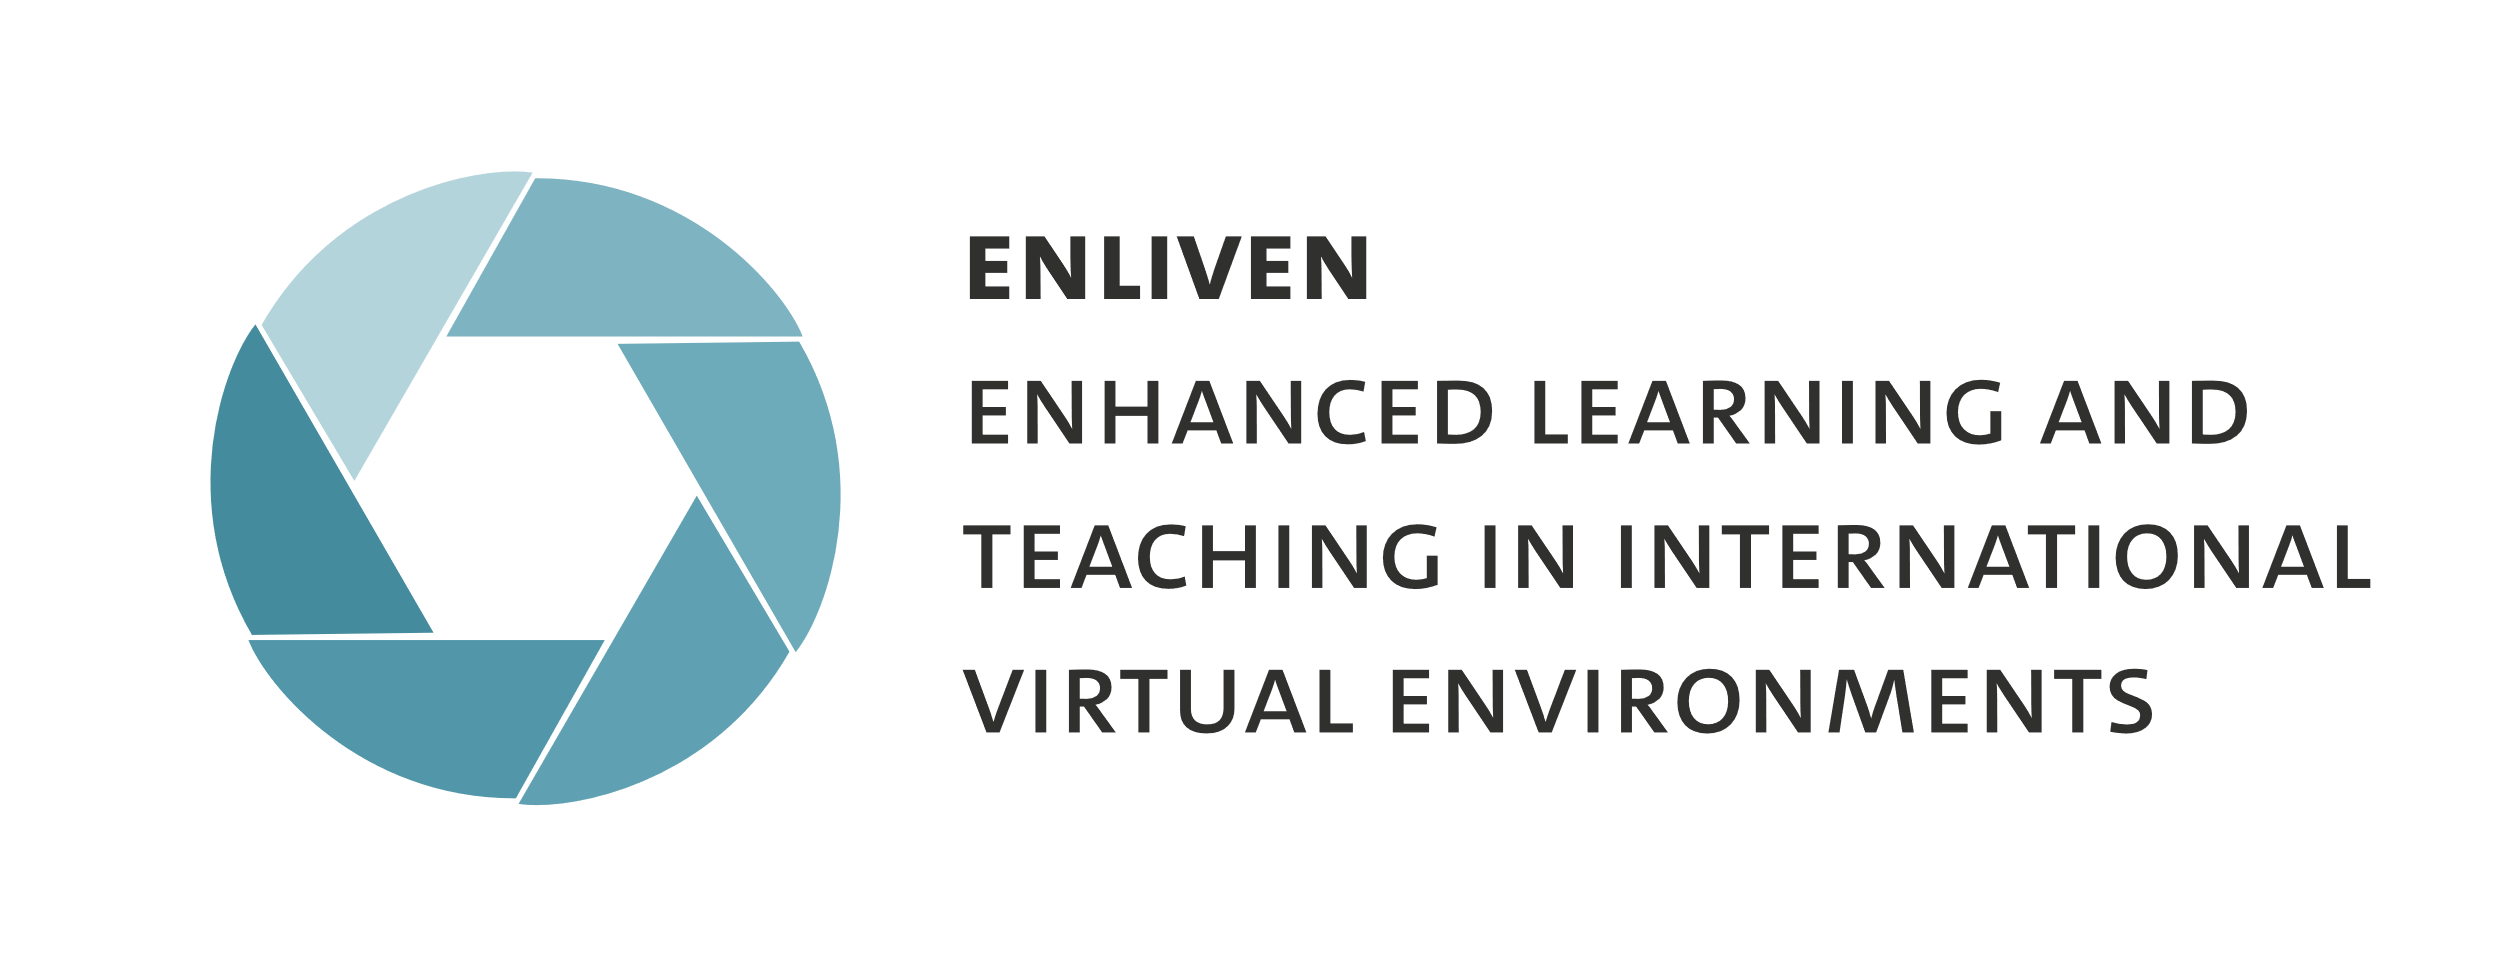 ENLIVEN
ENHANCED LEARNING AND
TEACHING IN INTERNATIONAL
VIRTUAL ENVIRONMENTS